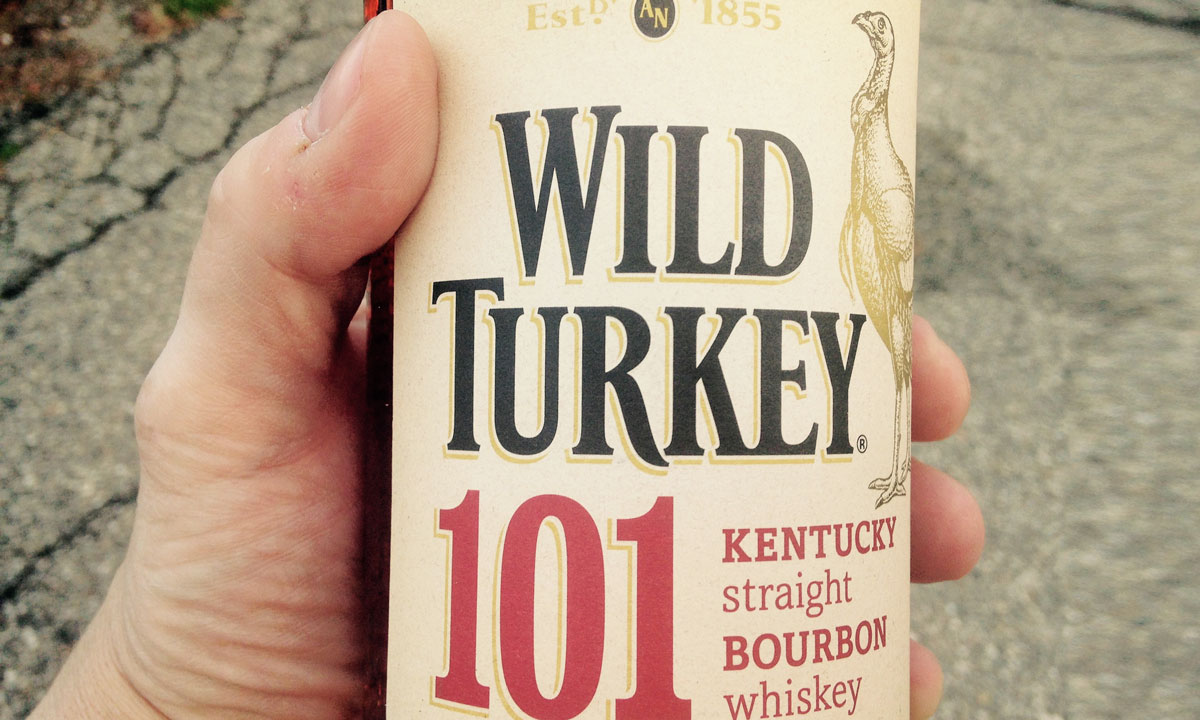 Estd. AN 1855
WILD
TURKEY®
101
KENTUCKY
straight
BOURBON
whiskey